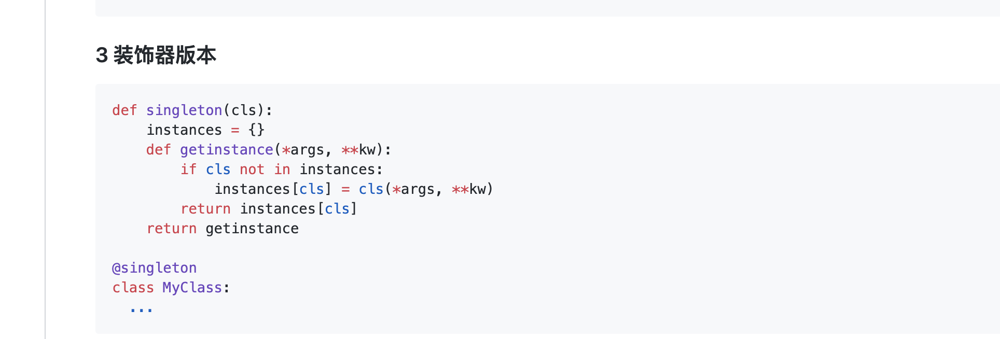 3 装饰器版本
def singleton(cls):
    instances = {}
    def getinstance(*args, **kw):
        if cls not in instances:
            instances[cls] = cls(*args, **kw)
        return instances[cls]
    return getinstance

@singleton
class MyClass:
  ...